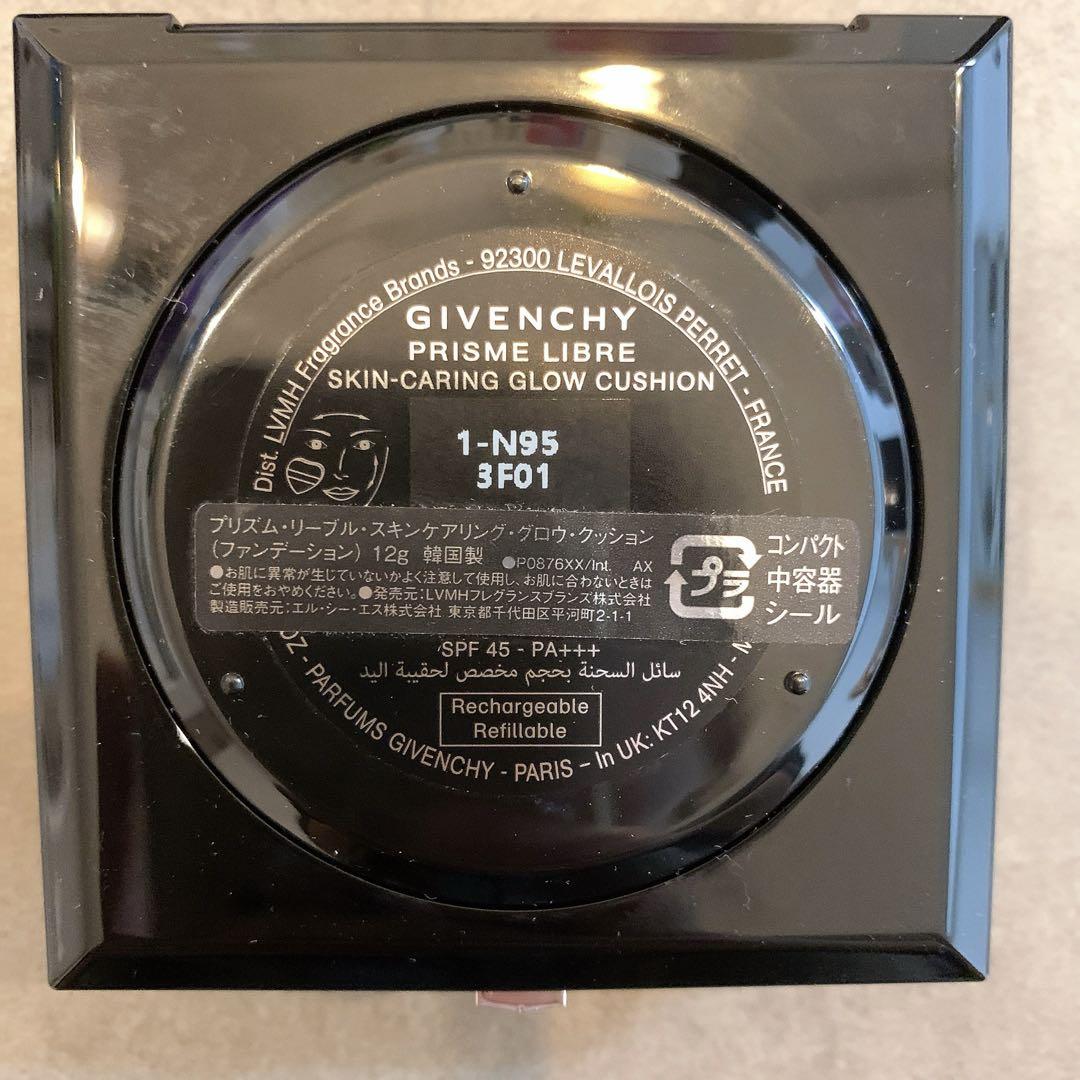 Dist. LVMH Fragrance Brands - 92300 LEVALLOIS PERRET - FRANCE
GIVENCHY
PRISME LIBRE
SKIN-CARING GLOW CUSHION
1-N95
3F01
プリズム・リーブル・スキンケアリング・グロウ・クッション
(ファンデーション) 12g 韓国製 ●P0876XX/Int. AX
●お肌に異常が生じていないかよく注意して使用し、お肌に合わないときは
ご使用をおやめください。●発売元:LVMHフレグランスブランズ株式会社
製造販売元:エル・シー・エス株式会社 東京都千代田区平河町2-1-1
プラ
コンパクト
中容器
シール
SPF 45 - PA+++
سائل السحنة بحجم مخصص لحقيبة اليد
Rechargeable
Refillable
OZ - PARFUMS GIVENCHY - PARIS – In UK: KT12 4NH -